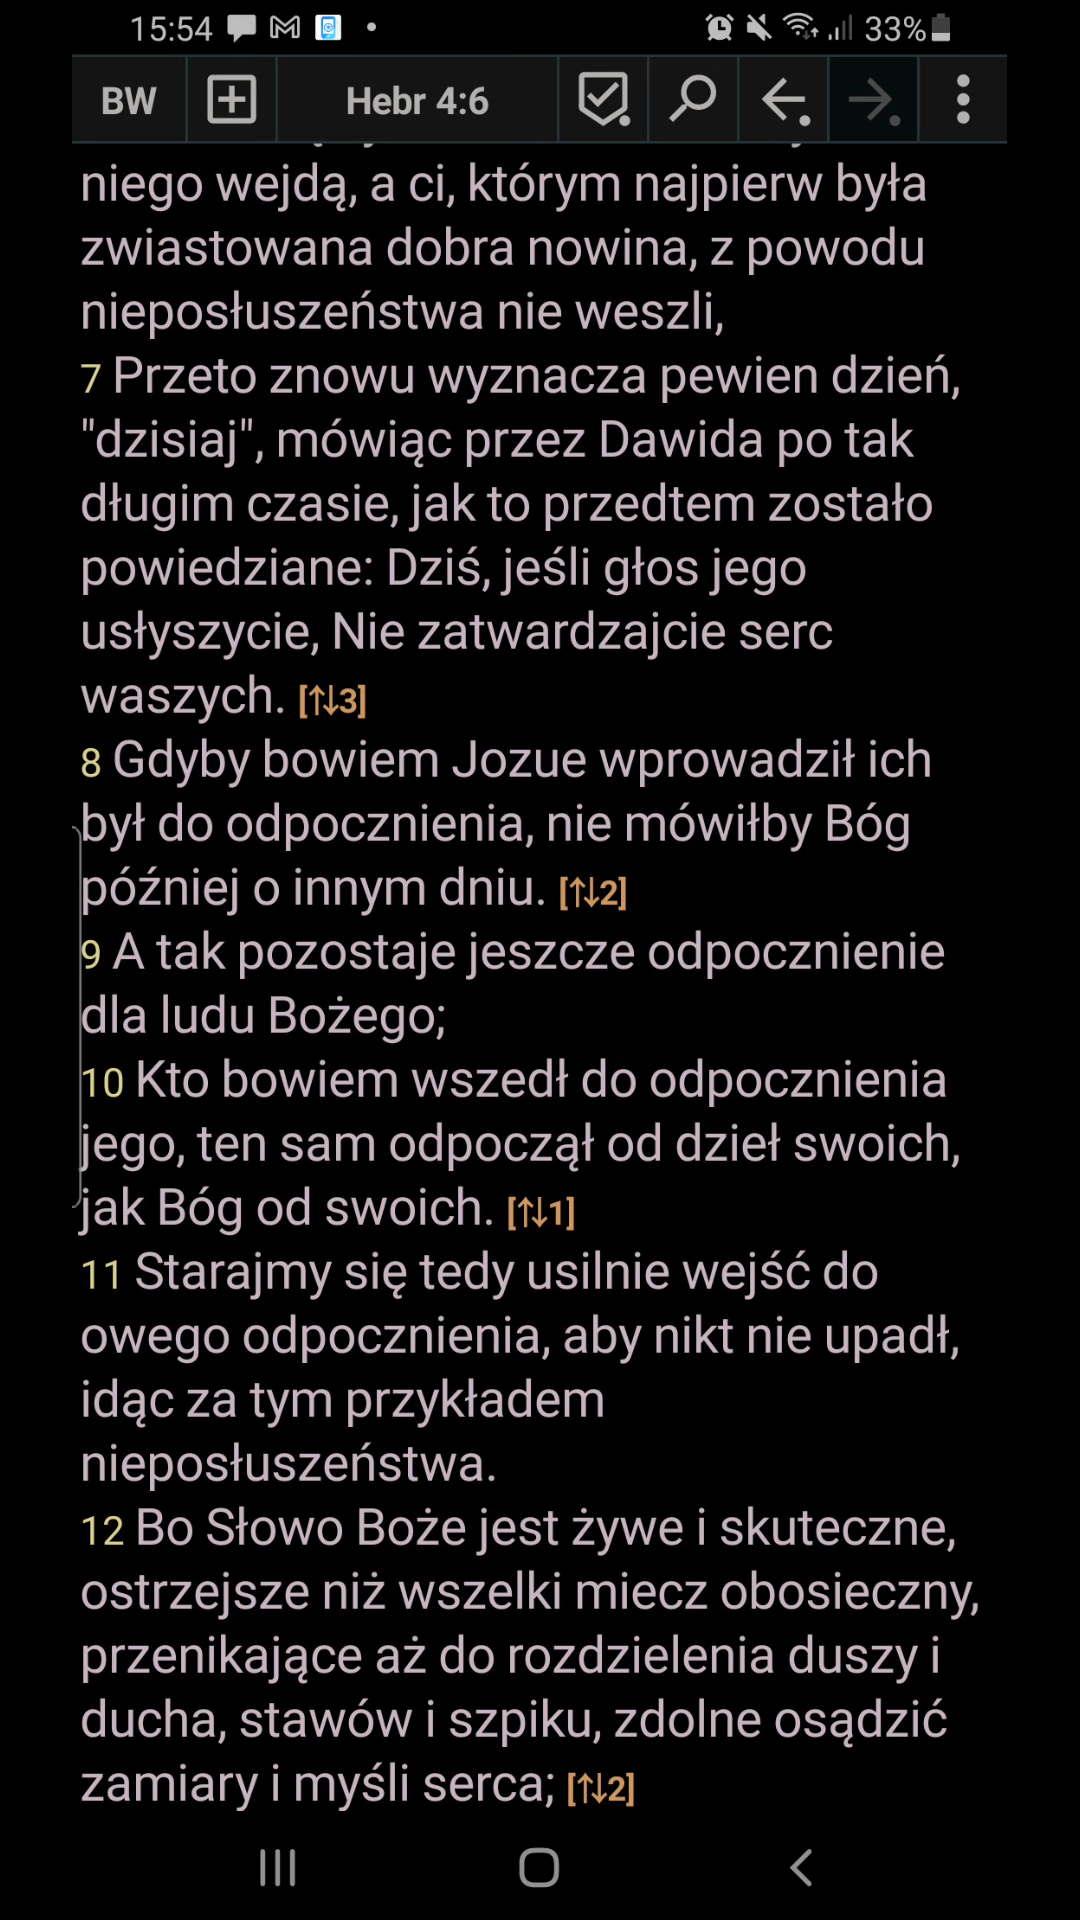 15:54
33%
BW
Hebr 4:6
niego wejdą, a ci, którym najpierw była
zwiastowana dobra nowina, z powodu
nieposłuszeństwa nie weszli,
7 Przeto znowu wyznacza pewien dzień,
"dzisiaj", mówiąc przez Dawida po tak
długim czasie, jak to przedtem zostało
powiedziane: Dziś, jeśli głos jego
usłyszycie, Nie zatwardzajcie serc
waszych. [↑↓3]
8 Gdyby bowiem Jozue wprowadził ich
był do odpocznienia, nie mówiłby Bóg
później o innym dniu. [↑↓2]
9 A tak pozostaje jeszcze odpocznienie
dla ludu Bożego;
10 Kto bowiem wszedł do odpocznienia
jego, ten sam odpoczął od dzieł swoich,
jak Bóg od swoich. [↑↓1]
11 Starajmy się tedy usilnie wejść do
owego odpocznienia, aby nikt nie upadł,
idąc za tym przykładem
nieposłuszeństwa.
12 Bo Słowo Boże jest żywe i skuteczne,
ostrzejsze niż wszelki miecz obosieczny,
przenikające aż do rozdzielenia duszy i
ducha, stawów i szpiku, zdolne osądzić
zamiary i myśli serca; [↑↓2]